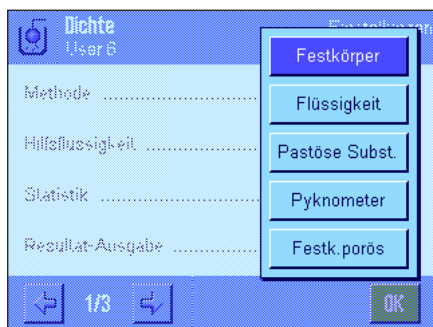 Dichte
User 6
Einstellungen
Methode
Hilfsflüssigkeit
Statistik
Resultat-Ausgabe
Festkörper
Flüssigkeit
Pastöse Subst.
Pyknometer
Festk.porös
1/3
OK